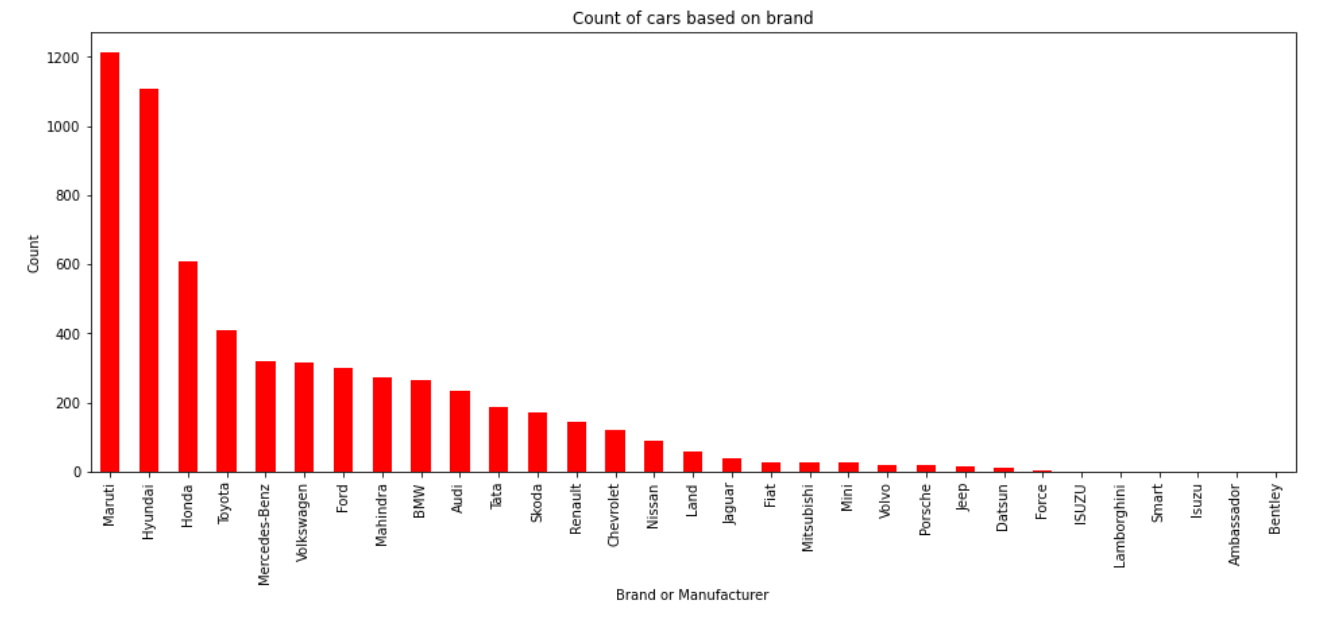 Count of cars based on brand
1200
1000
800
600
400
200
0
Count
Maruti
Hyundai
Honda
Toyota
Mercedes-Benz
Volkswagen
Ford
Mahindra
BMW
Audi
Tata
Skoda
Renault
Chevrolet
Nissan
Land
Jaguar
Fiat
Mitsubishi
Mini
Volvo
Porsche
Jeep
Datsun
Force
ISUZU
Lamborghini
Smart
Isuzu
Ambassador
Bentley
Brand or Manufacturer